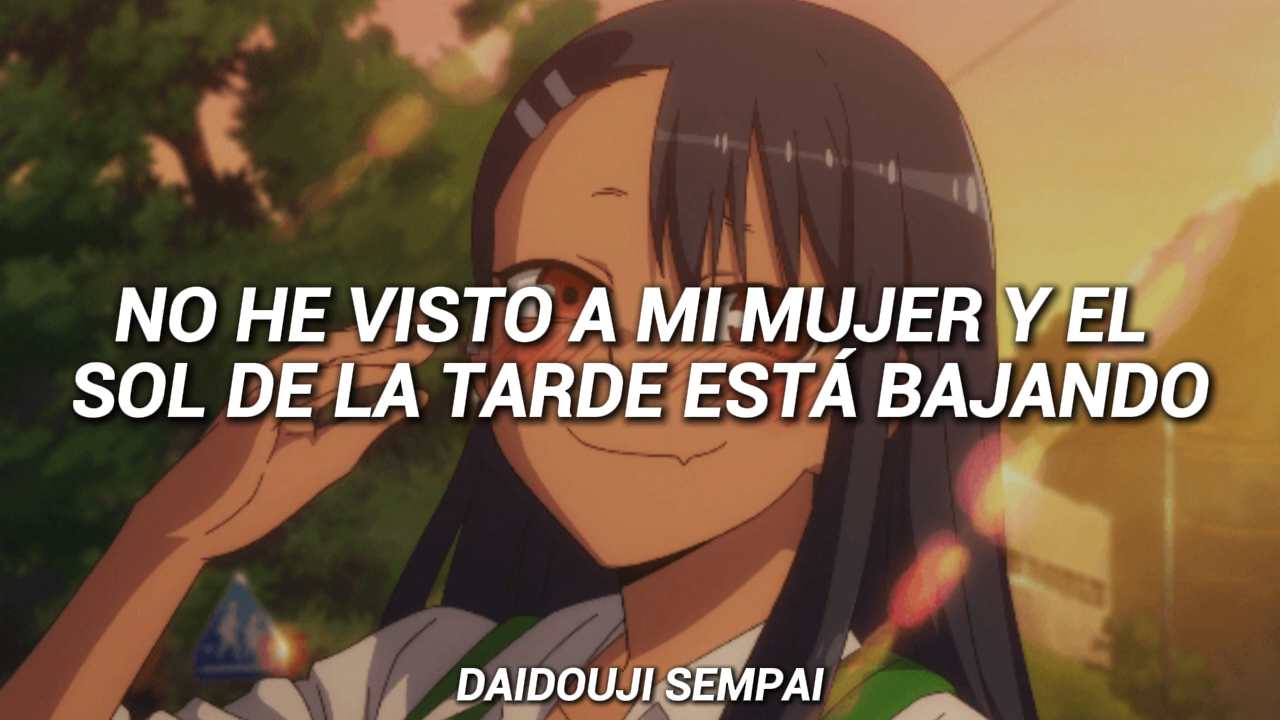 NO HE VISTO A MI MUJER Y EL
SOL DE LA TARDE ESTÁ BAJANDO
DAIDOUJI SEMPAI